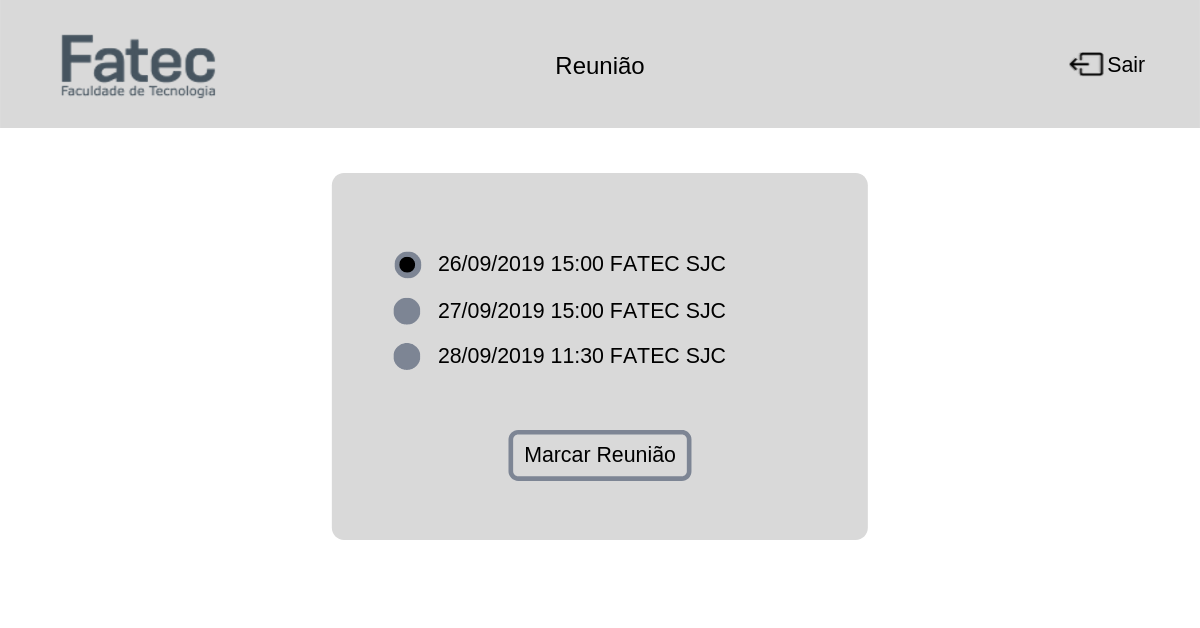 Fatec
Faculdade de Tecnologia
Reunião
Sair
26/09/2019 15:00 FATEC SJC
27/09/2019 15:00 FATEC SJC
28/09/2019 11:30 FATEC SJC
Marcar Reunião